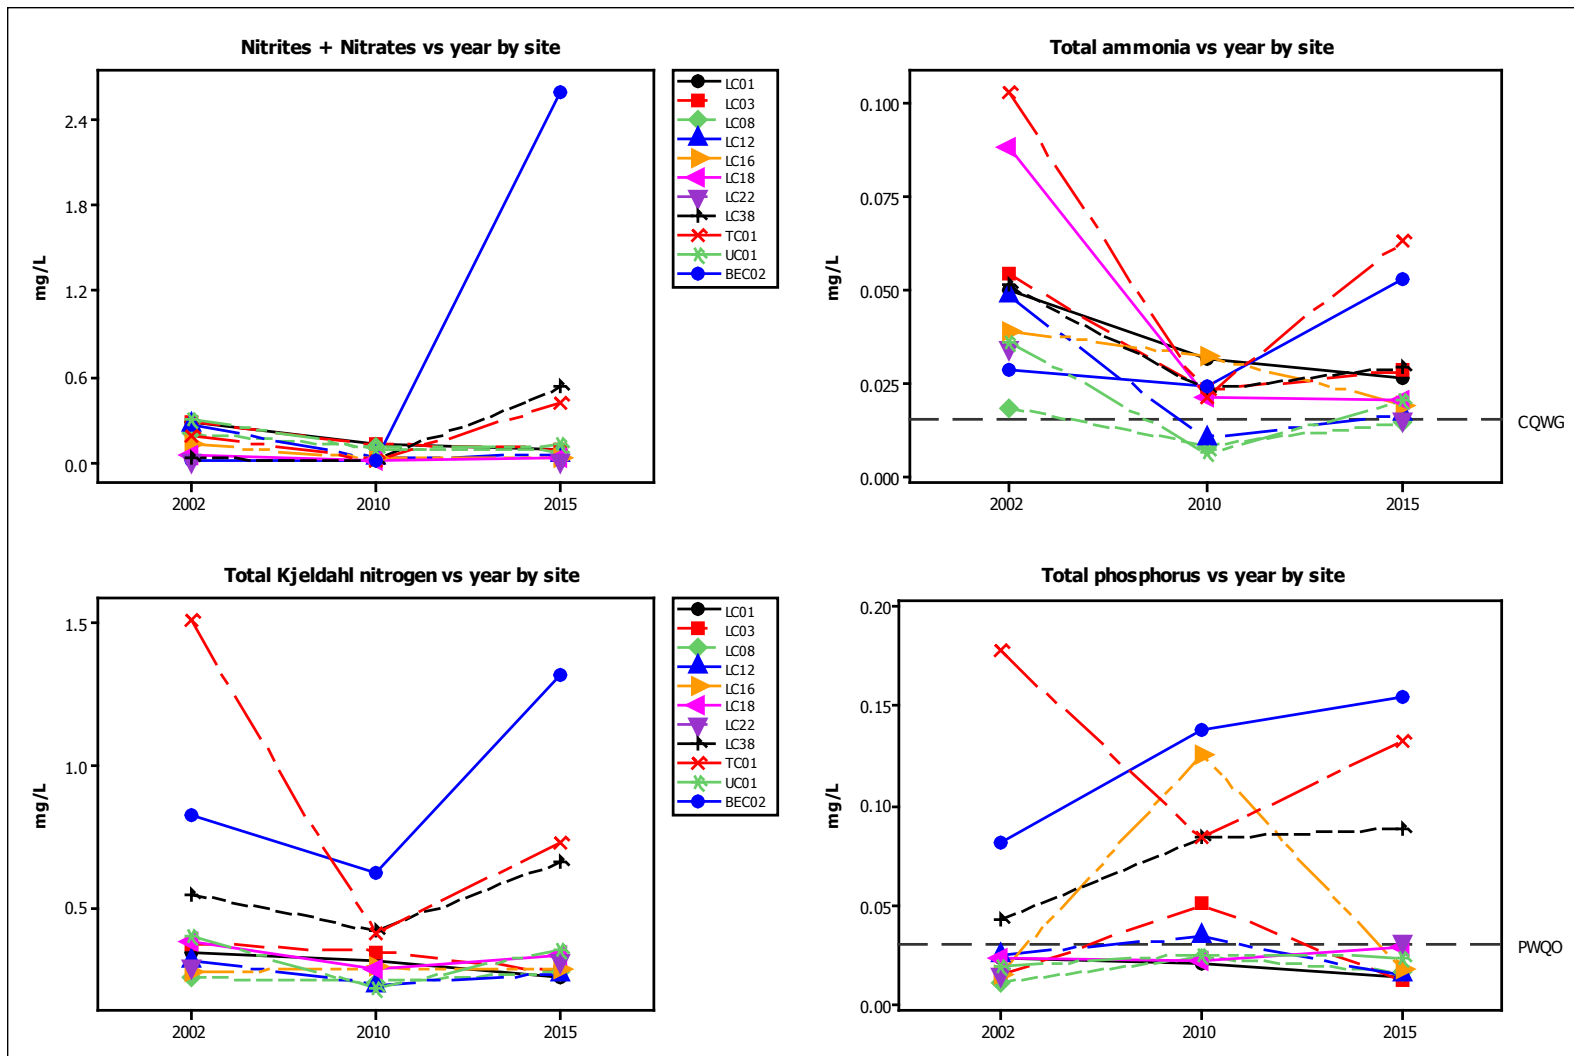 Nitrites + Nitrates vs year by site
mg/L
2.4
1.8
1.2
0.6
0.0
2002
2010
2015
LC01
LC03
LC08
LC12
LC16
LC18
LC22
LC38
TC01
UC01
BEC02
Total ammonia vs year by site
mg/L
0.100
0.075
0.050
0.025
0.000
2002
2010
2015
CQWG
Total Kjeldahl nitrogen vs year by site
mg/L
1.5
1.0
0.5
2002
2010
2015
LC01
LC03
LC08
LC12
LC16
LC18
LC22
LC38
TC01
UC01
BEC02
Total phosphorus vs year by site
mg/L
0.20
0.15
0.10
0.05
0.00
2002
2010
2015
PWQO